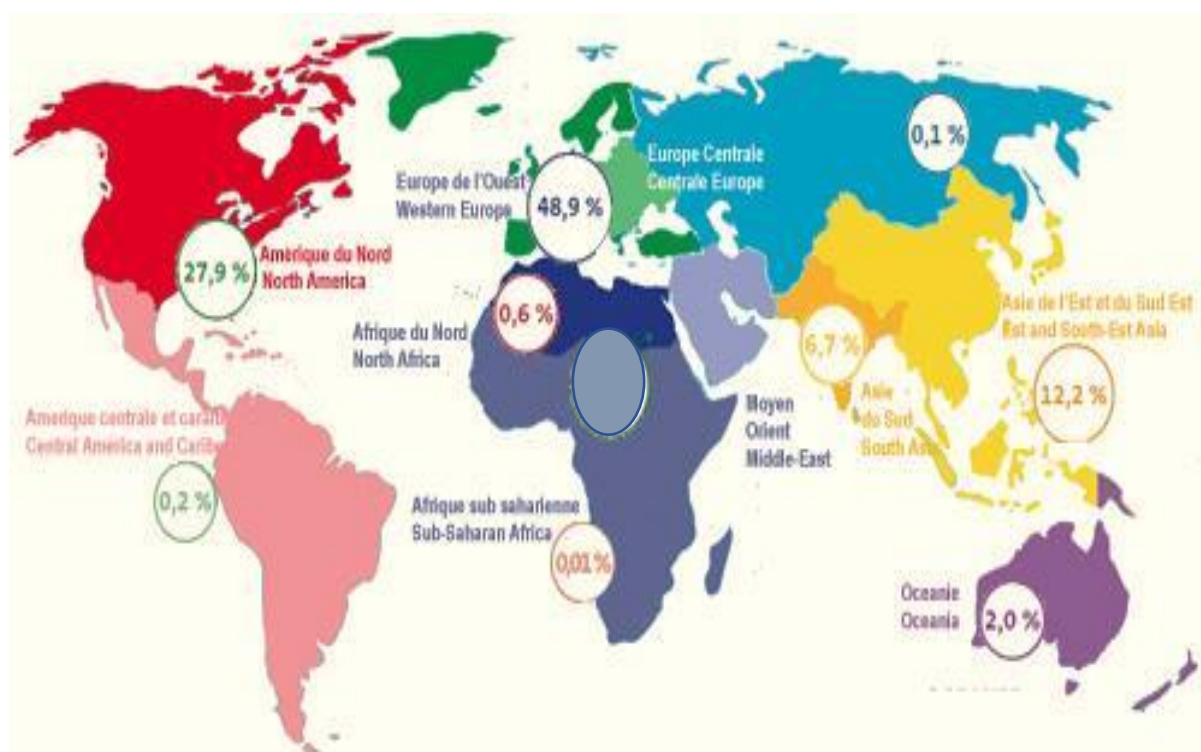 0,1 %
Europe Centrale
Centrale Europe
Europe de l'Ouest
Western Europe
48,9 %
27,9 %
Amérique du Nord
North America
0,6 %
Afrique du Nord
North Africa
Asie de l'Est et du Sud Est
Est and South-Est Asia
6,7 %
12,2 %
Asie
du Sud
South As
Moyen
Orient
Middle-East
Amerique centrale et caraib
Central America and Caribe
0,2 %
Afrique sub saharienne
Sub-Saharan Africa
0,01 %
Oceanie
Oceania
2,0 %